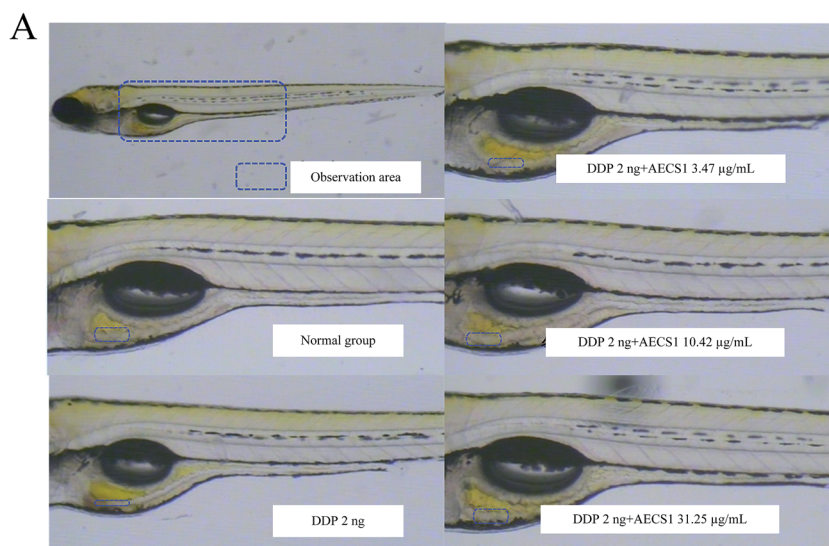 A
Observation area
DDP 2 ng+AECS1 3.47 µg/mL
Normal group
DDP 2 ng+AECS1 10.42 µg/mL
DDP 2 ng
DDP 2 ng+AECS1 31.25 µg/mL